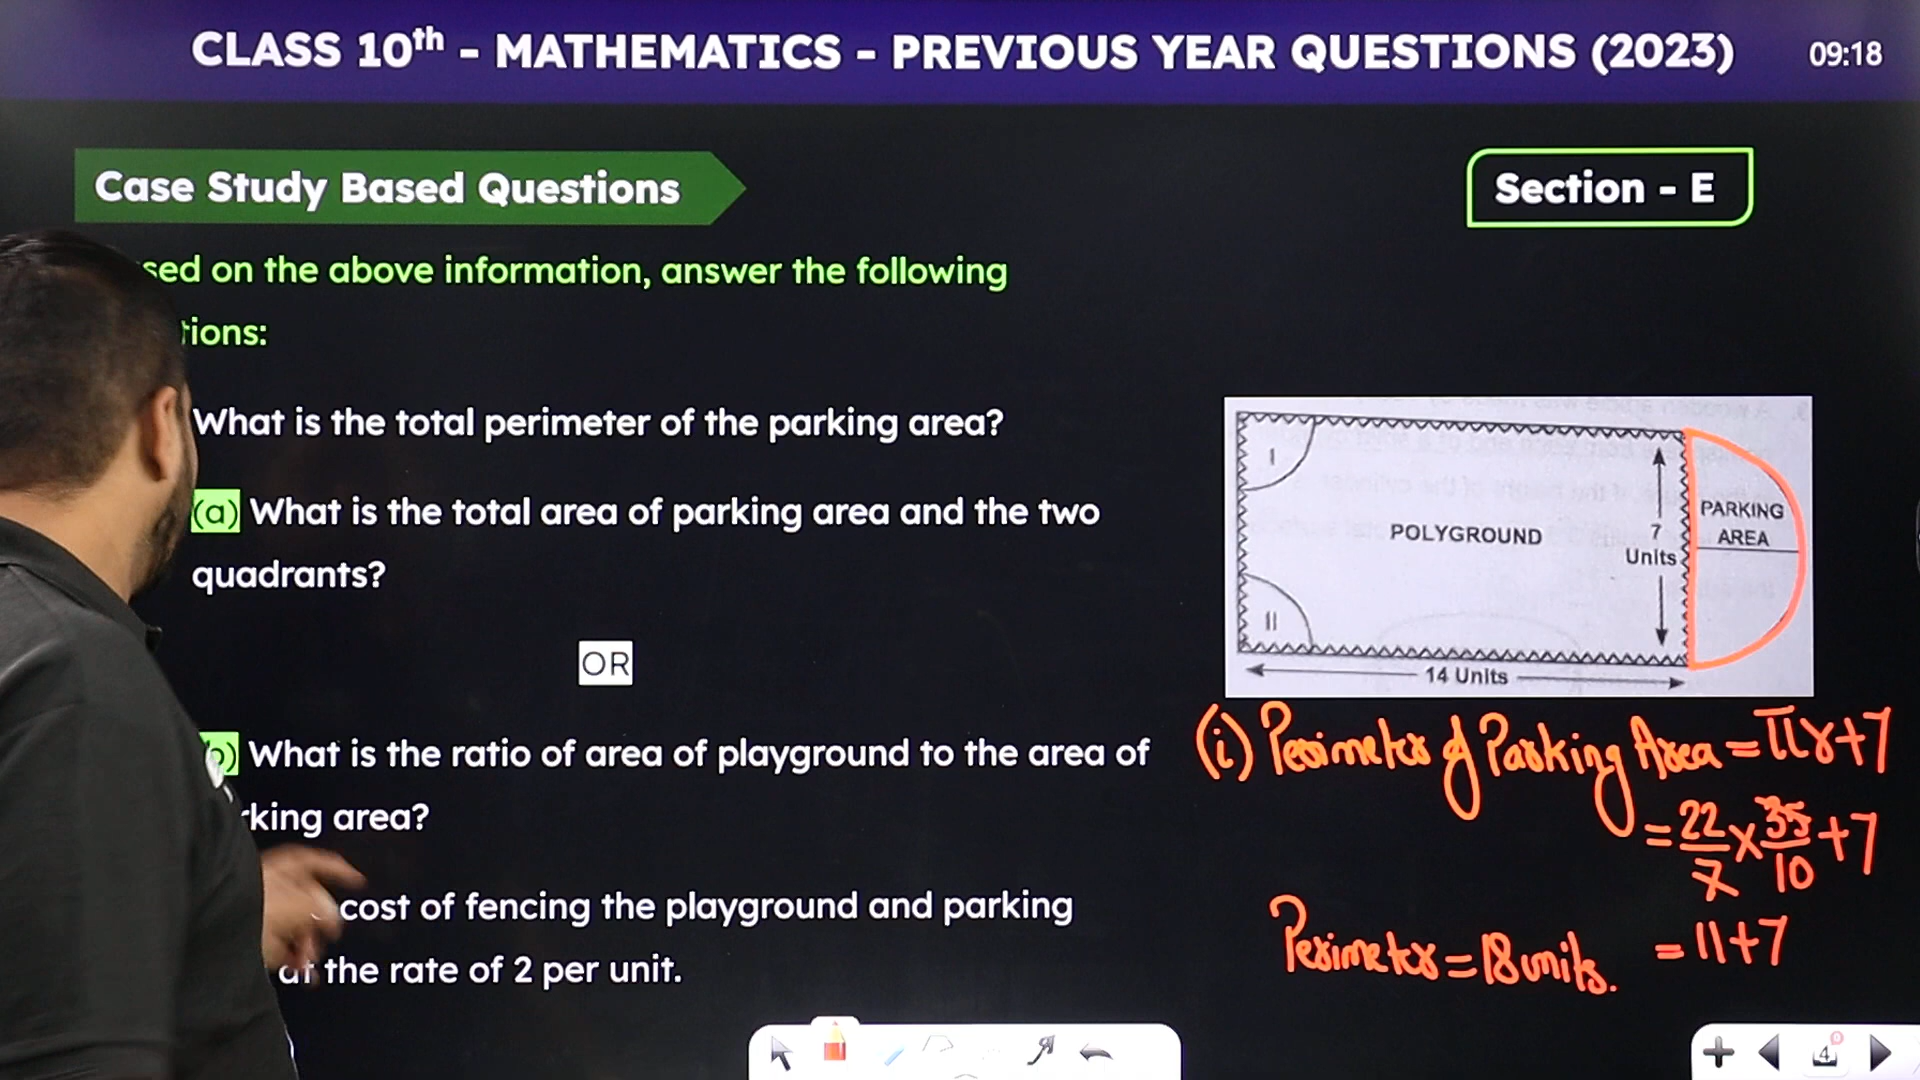 CLASS 10th - MATHEMATICS - PREVIOUS YEAR QUESTIONS (2023)
09:18
Case Study Based Questions
Section - E
sed on the above information, answer the following
tions:
What is the total perimeter of the parking area?
(a) What is the total area of parking area and the two
quadrants?
OR
b) What is the ratio of area of playground to the area of
rking area?
cost of fencing the playground and parking
at the rate of 2 per unit.
I
POLYGROUND
7
Units
PARKING
AREA
II
14 Units
(i) Perimeter of Parking Area = πr+7
= 22/7 × 35/10 + 7
= 11+7
Perimeter = 18 units.
4